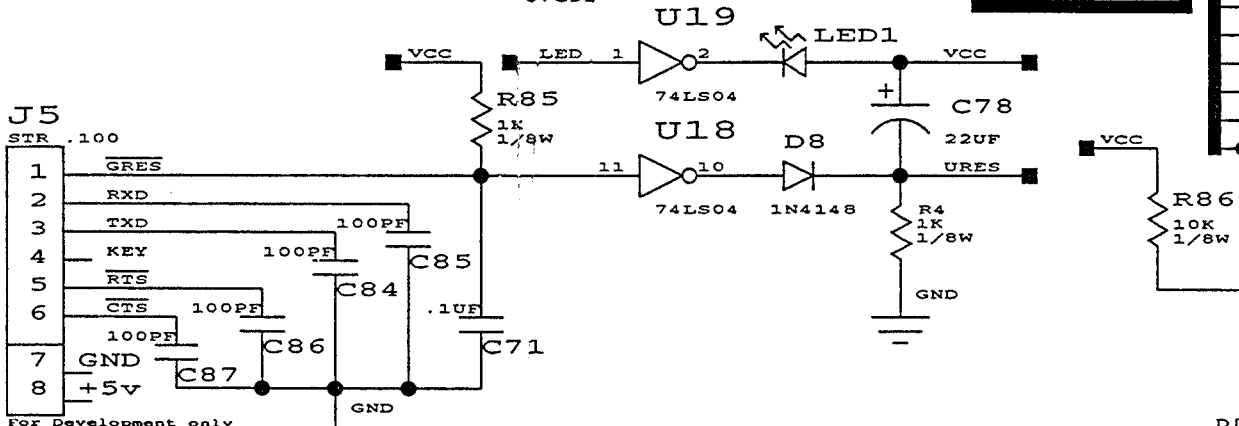 U19
VCC
LED 1 2 LED1 VCC
74LS04
+
C78
22UF
R85
1K
1/8W
U18
D8
11 10 URES
74LS04 1N4148
R4
1K
1/8W
GND
VCC
R86
10K
1/8W
J5
STR .100
1 GRES
2 RXD
3 TXD
4 KEY
5 RTS
6 CTS
7 GND
8 +5v
100PF
C85
100PF
C84
100PF
C86
100PF
C87
.1UF
C71
GND
For Development only